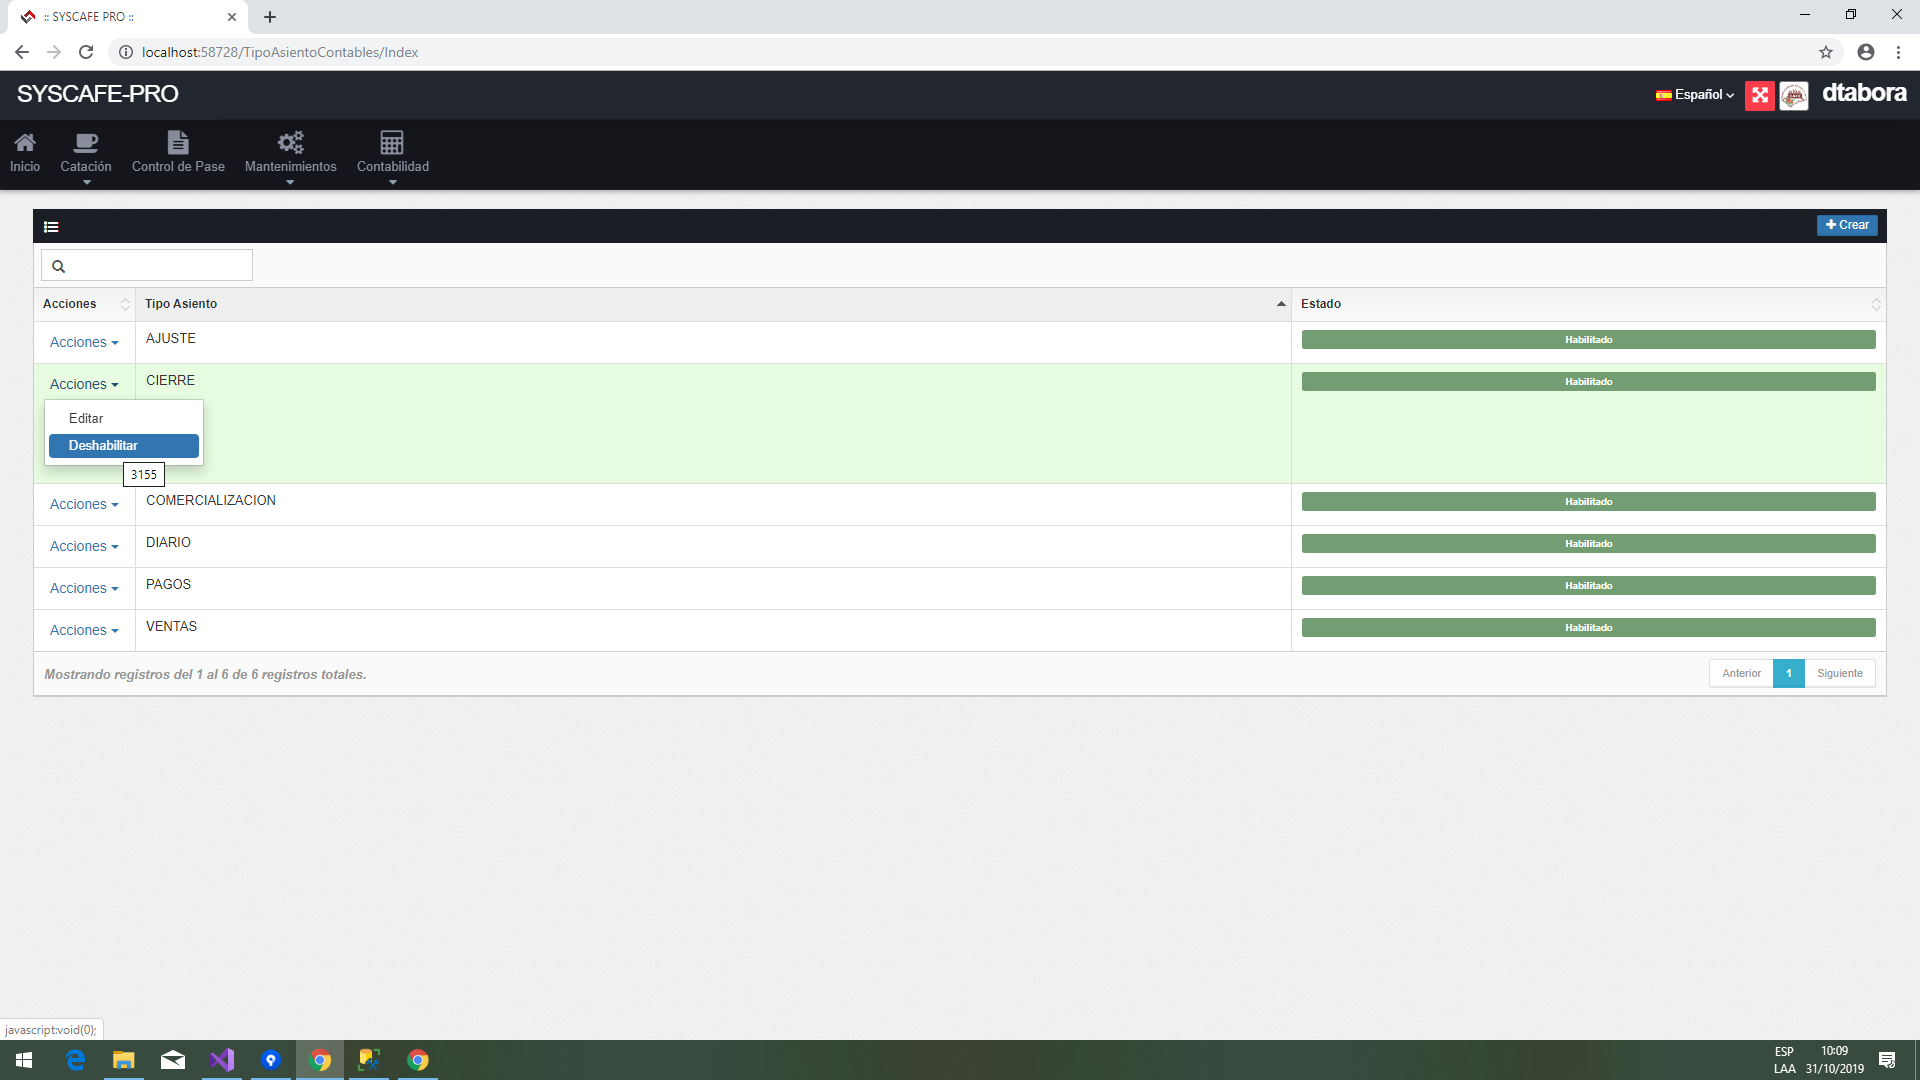 :: SYSCAFE PRO ::
localhost:58728/TipoAsientoContables/Index
SYSCAFE-PRO
Español
dtabora
Inicio
Catación
Control de Pase
Mantenimientos
Contabilidad
Crear
Acciones
Tipo Asiento
Estado
Acciones
AJUSTE
Habilitado
Acciones
CIERRE
Habilitado
Editar
Deshabilitar
3155
Acciones
COMERCIALIZACION
Habilitado
Acciones
DIARIO
Habilitado
Acciones
PAGOS
Habilitado
Acciones
VENTAS
Habilitado
Mostrando registros del 1 al 6 de 6 registros totales.
Anterior
1
Siguiente
javascript:void(0);
ESP
LAA
10:09
31/10/2019